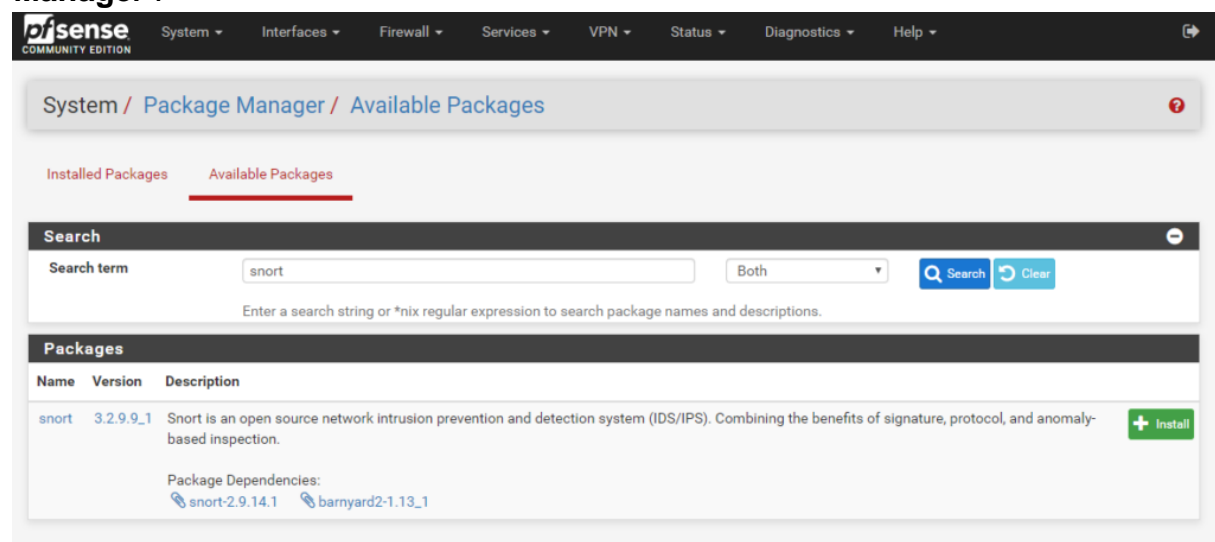 Manager .
pfsense
COMMUNITY EDITION
System Interfaces Firewall Services VPN Status Diagnostics Help
System / Package Manager / Available Packages
Installed Packages Available Packages
Search
Search term snort Both Search Clear
Enter a search string or *nix regular expression to search package names and descriptions.
Packages
Name Version Description
snort 3.2.9.9_1 Snort is an open source network intrusion prevention and detection system (IDS/IPS). Combining the benefits of signature, protocol, and anomaly- Install
based inspection.
Package Dependencies:
snort-2.9.14.1 barnyard2-1.13_1